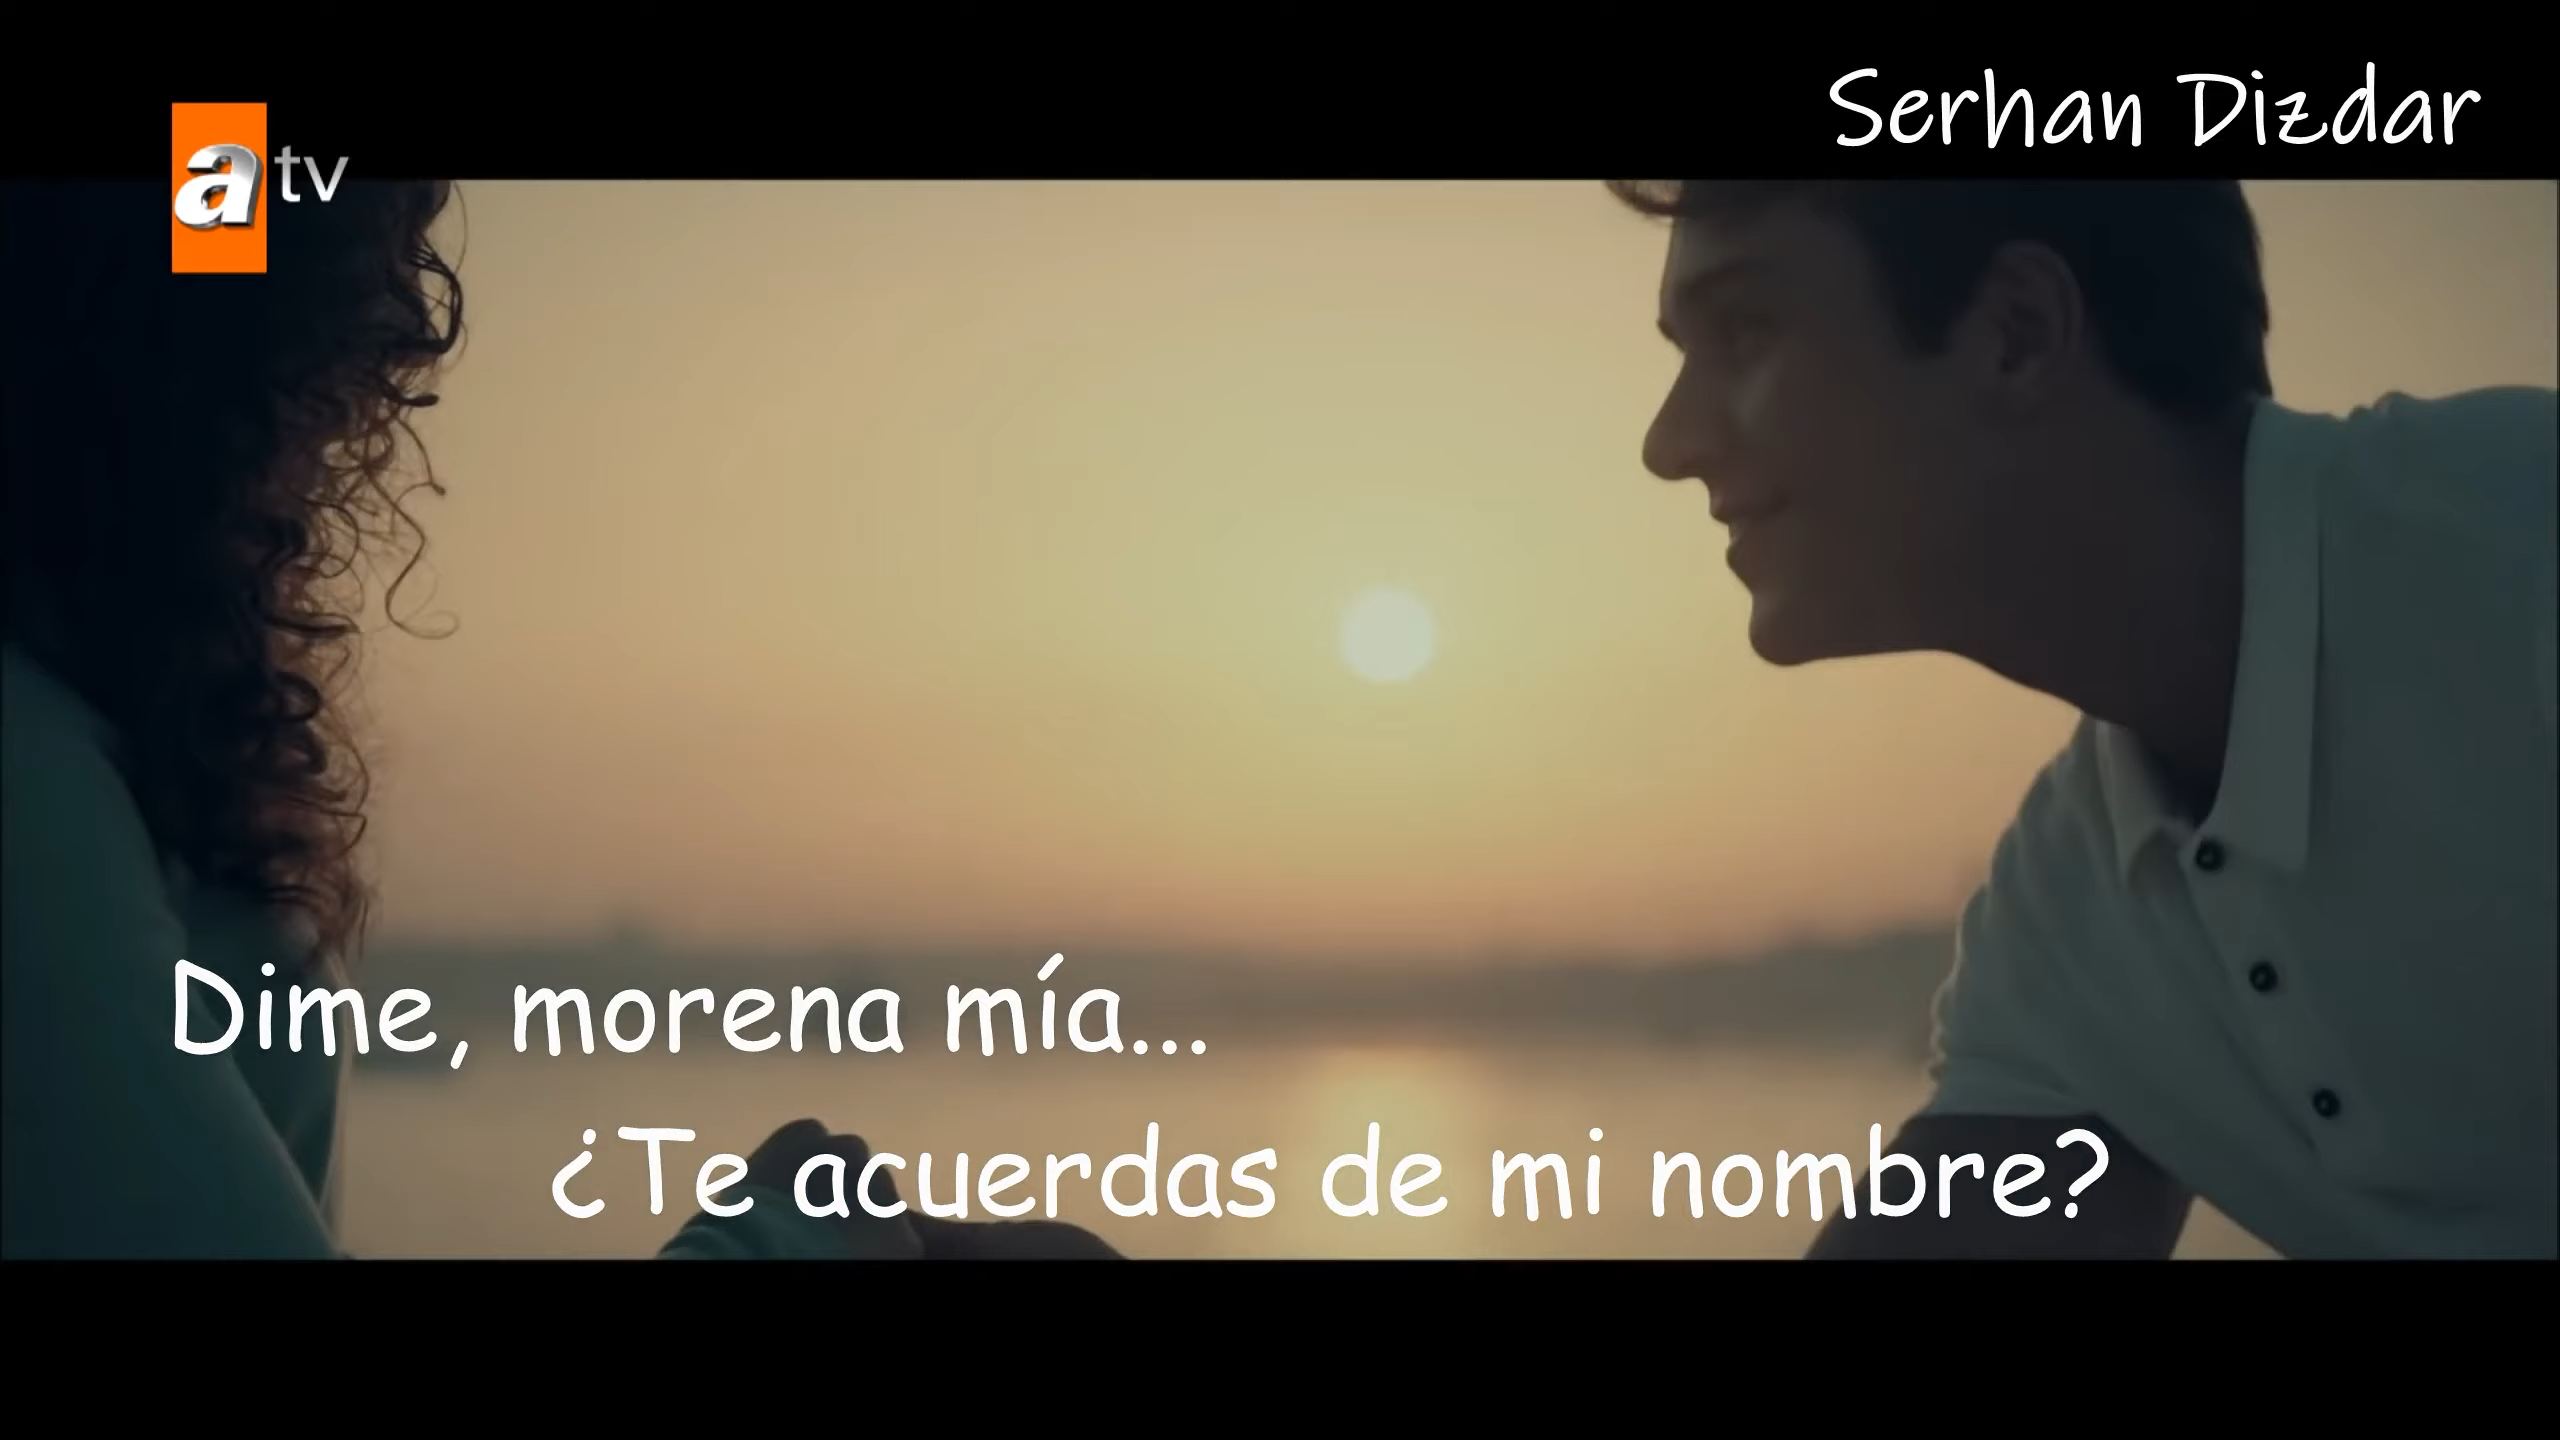 Serhan Dizdar
atv
Dime, morena mía...
¿Te acuerdas de mi nombre?